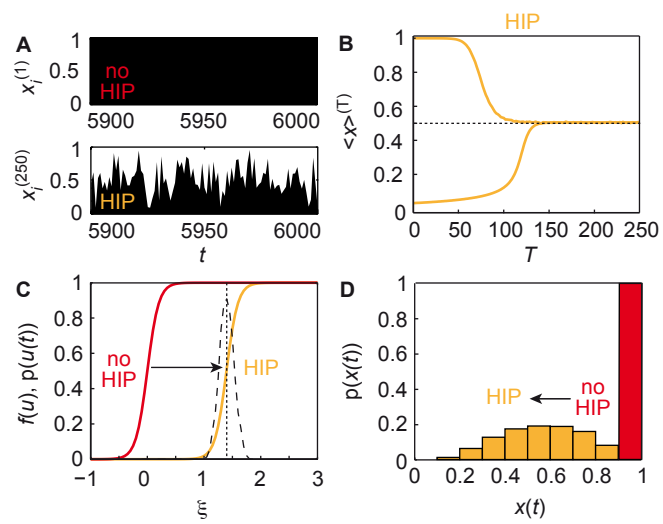 A
1
0.5
0
x_i^(1)
no
HIP
5900 5950 6000
1
0.5
0
x_i^(250)
HIP
5900 5950 6000
t
B
HIP
1
0.8
0.6
0.4
0.2
0
<x>^(T)
0 50 100 150 200 250
T
C
1
0.8
0.6
0.4
0.2
0
f(u), p(u(t))
no
HIP
HIP
−1 0 1 2 3
ξ
D
1
0.8
0.6
0.4
0.2
0
p(x(t))
HIP
no
HIP
0 0.2 0.4 0.6 0.8 1
x(t)